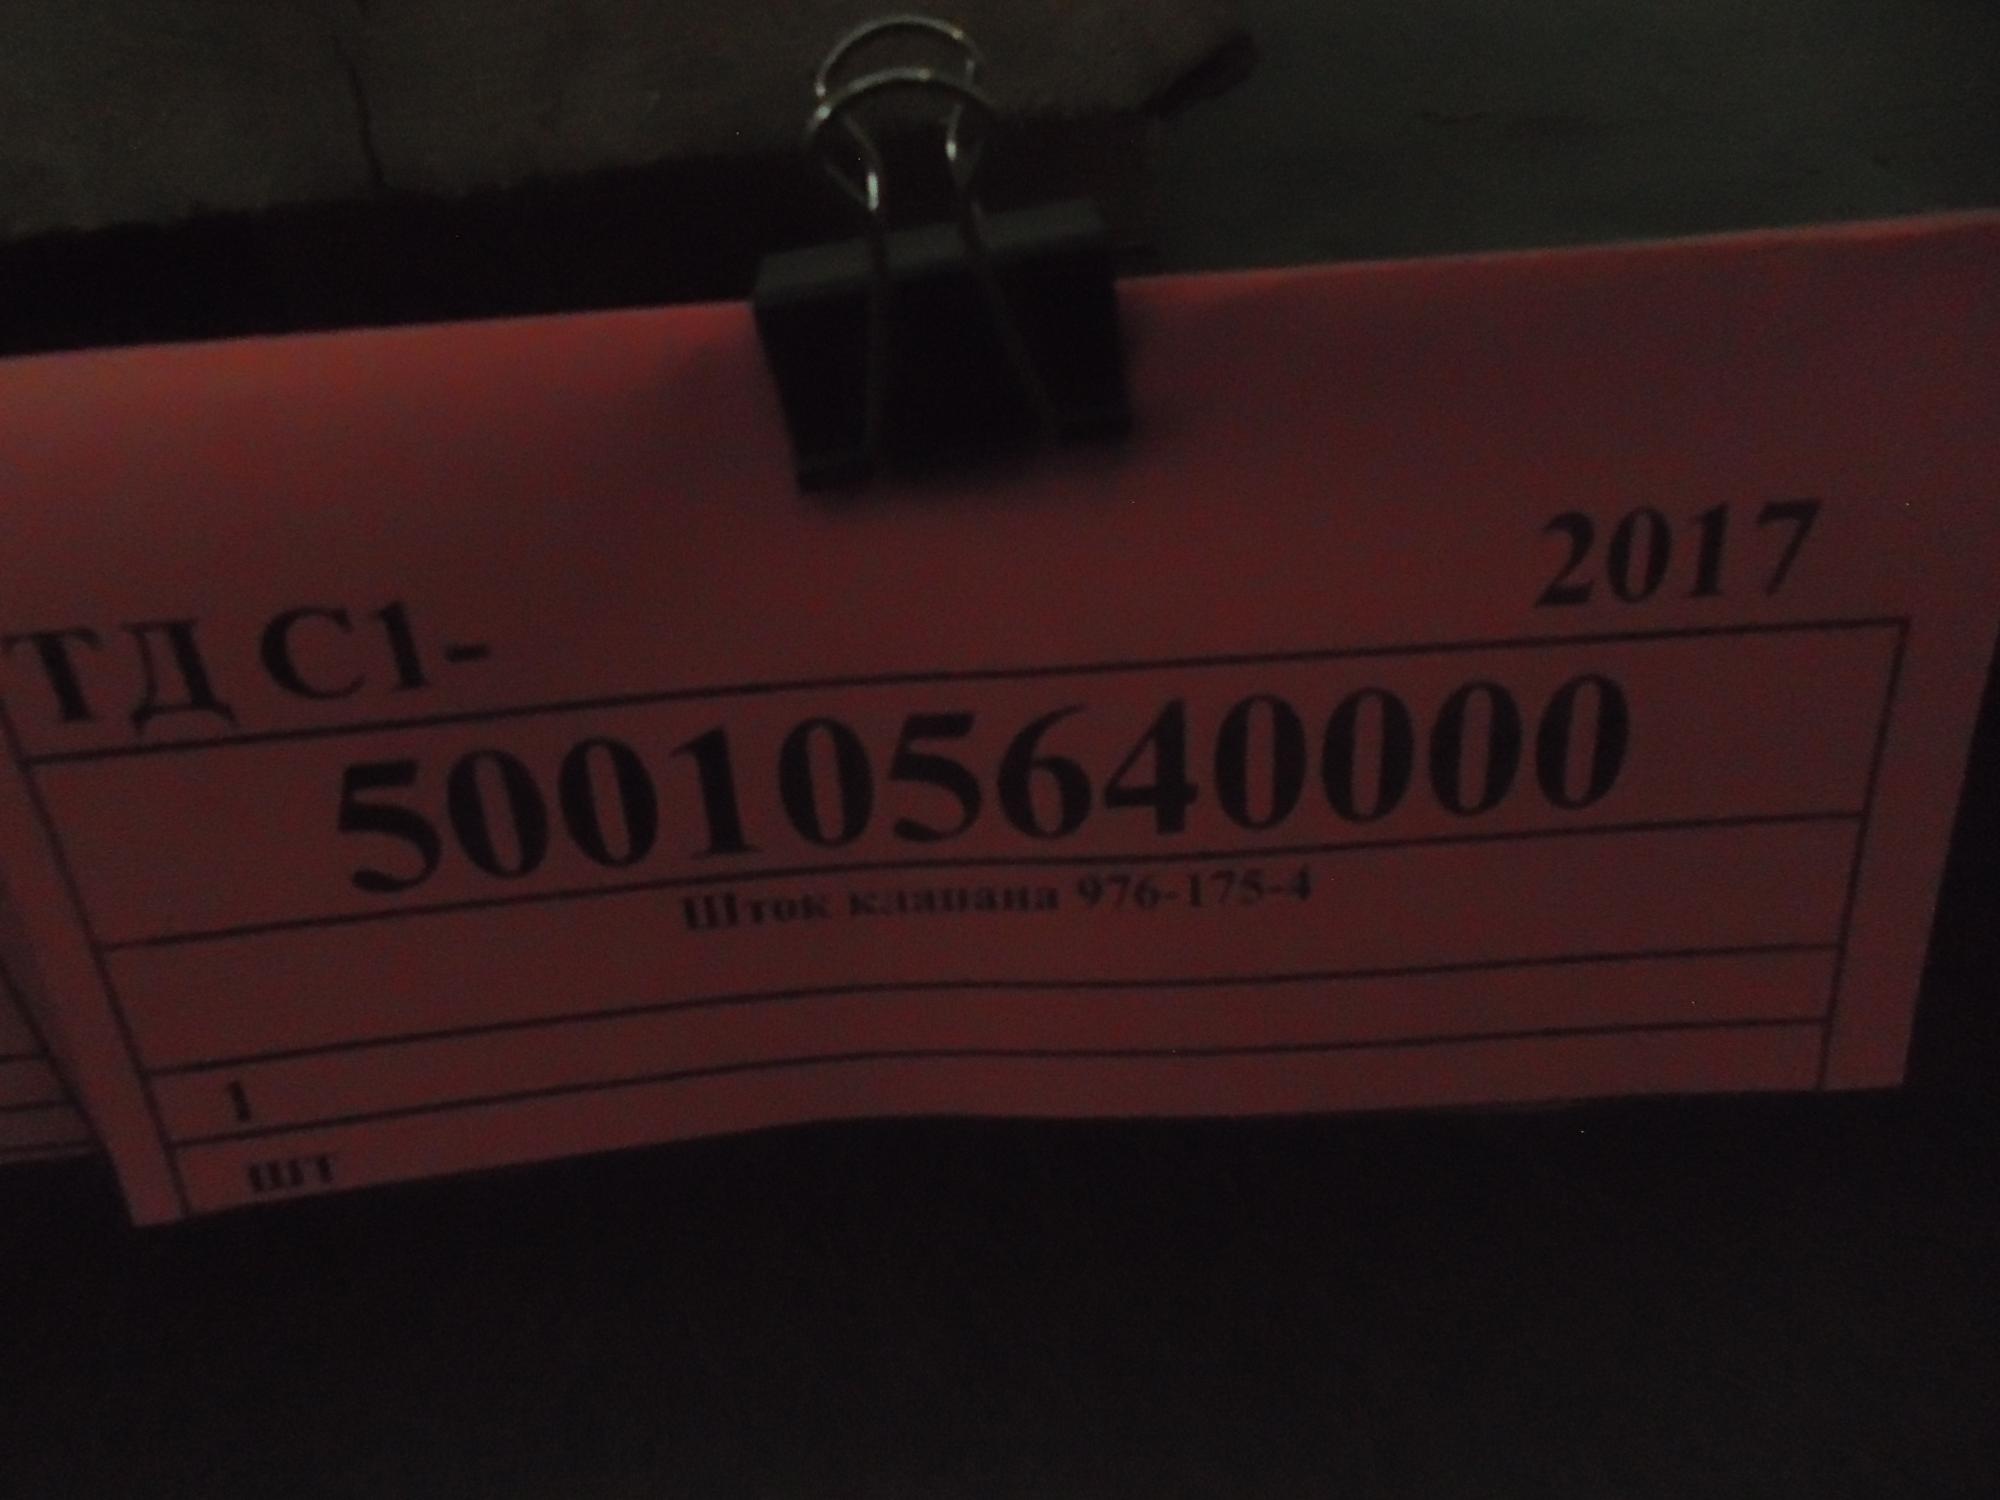 ТД С1-
2017
500105640000
Шток клапана 976-175-4
1
шт